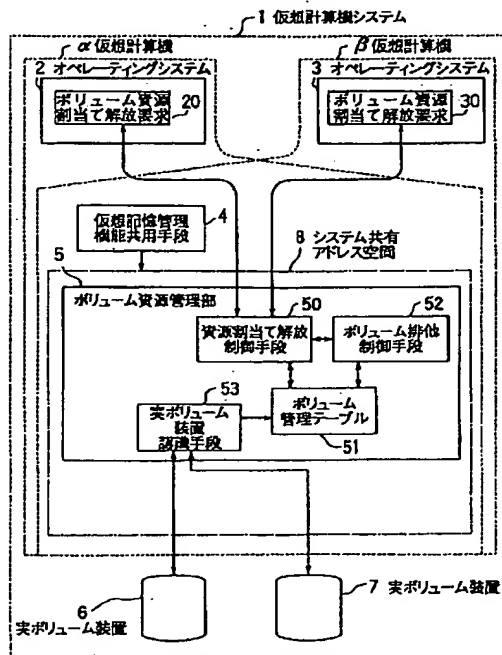 1 仮想計算機システム
α仮想計算機
β仮想計算機
2 オペレーティングシステム
3 オペレーティングシステム
ボリューム資源
割当て解放要求 20
ボリューム資源
割当て解放要求 30
仮想記憶管理
機能共用手段
4
8 システム共有
アドレス空間
5
ボリューム資源管理部
50
52
資源割当て解放
制御手段
ボリューム排他
制御手段
53
実ボリューム
装置
認識手段
ボリューム
管理テーブル
51
6
実ボリューム装置
7 実ボリューム装置